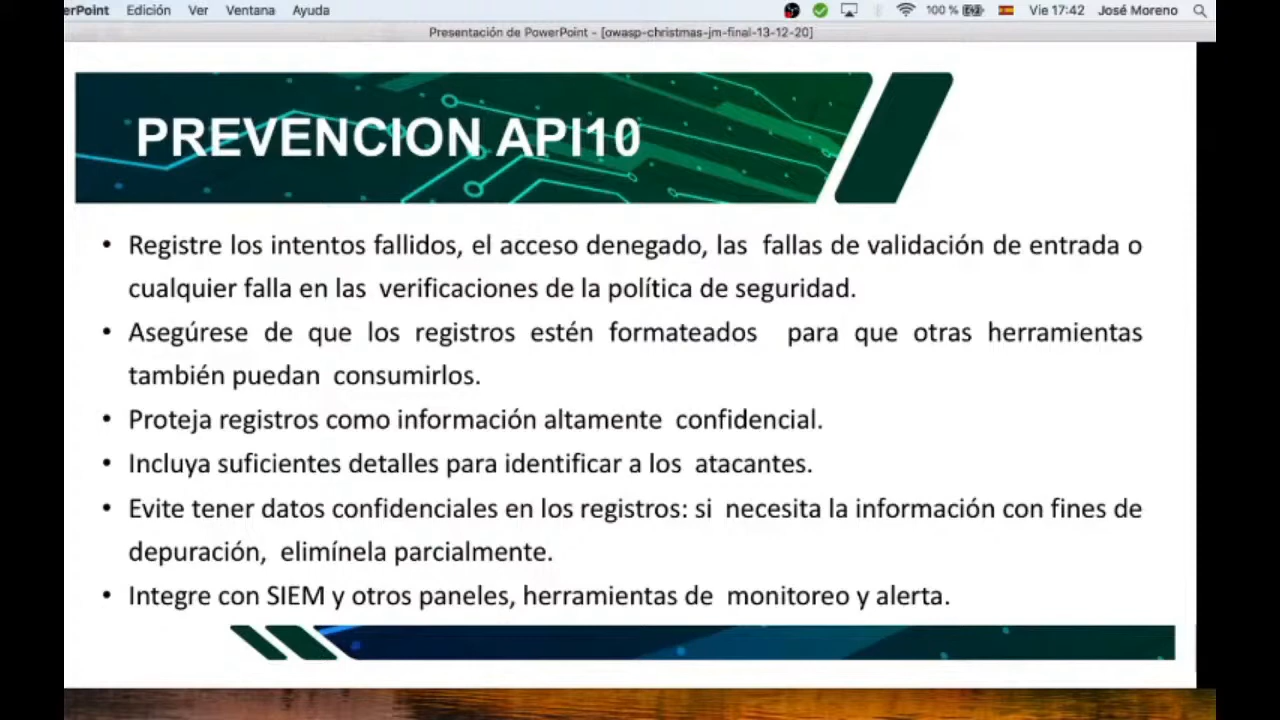 erPoint Edición Ver Ventana Ayuda 100 % Vie 17:42 José Moreno
Presentación de PowerPoint - [owasp-christmas-jm-final-13-12-20]
PREVENCION API10
• Registre los intentos fallidos, el acceso denegado, las fallas de validación de entrada o
cualquier falla en las verificaciones de la política de seguridad.
• Asegúrese de que los registros estén formateados para que otras herramientas
también puedan consumirlos.
• Proteja registros como información altamente confidencial.
• Incluya suficientes detalles para identificar a los atacantes.
• Evite tener datos confidenciales en los registros: si necesita la información con fines de
depuración, elimínela parcialmente.
• Integre con SIEM y otros paneles, herramientas de monitoreo y alerta.